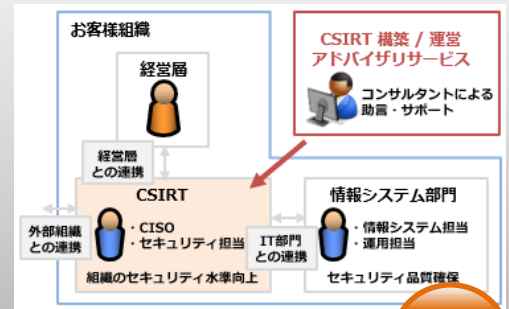 お客様組織
CSIRT 構築 / 運営
アドバイザリサービス
コンサルタントによる
助言・サポート
経営層
経営層
との連携
CSIRT
・CISO
・セキュリティ担当
組織のセキュリティ水準向上
外部組織
との連携
IT部門
との連携
情報システム部門
・情報システム担当
・運用担当
セキュリティ品質確保